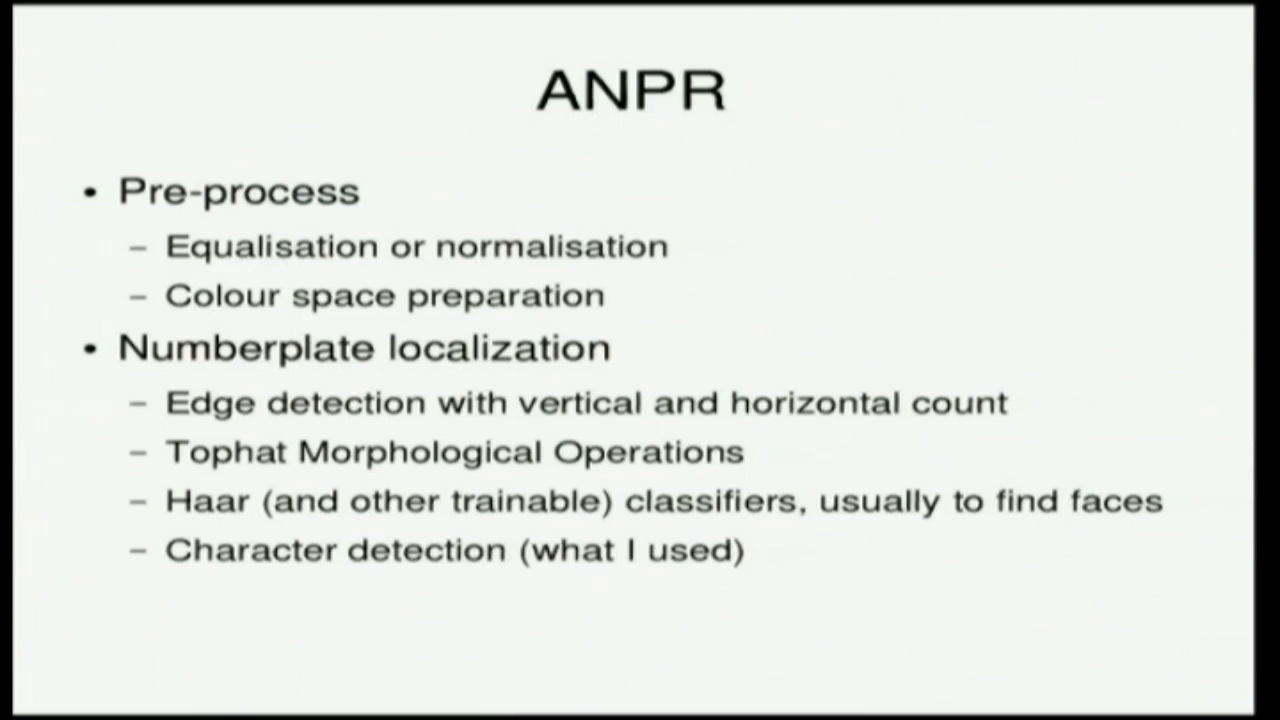 ANPR
• Pre-process
– Equalisation or normalisation
– Colour space preparation
• Numberplate localization
– Edge detection with vertical and horizontal count
– Tophat Morphological Operations
– Haar (and other trainable) classifiers, usually to find faces
– Character detection (what I used)